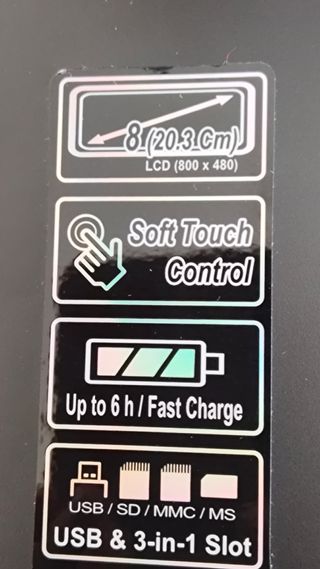 8 (20.3 Cm)
LCD (800 x 480)
Soft Touch
Control
Up to 6 h / Fast Charge
USB / SD / MMC / MS
USB & 3-in-1 Slot